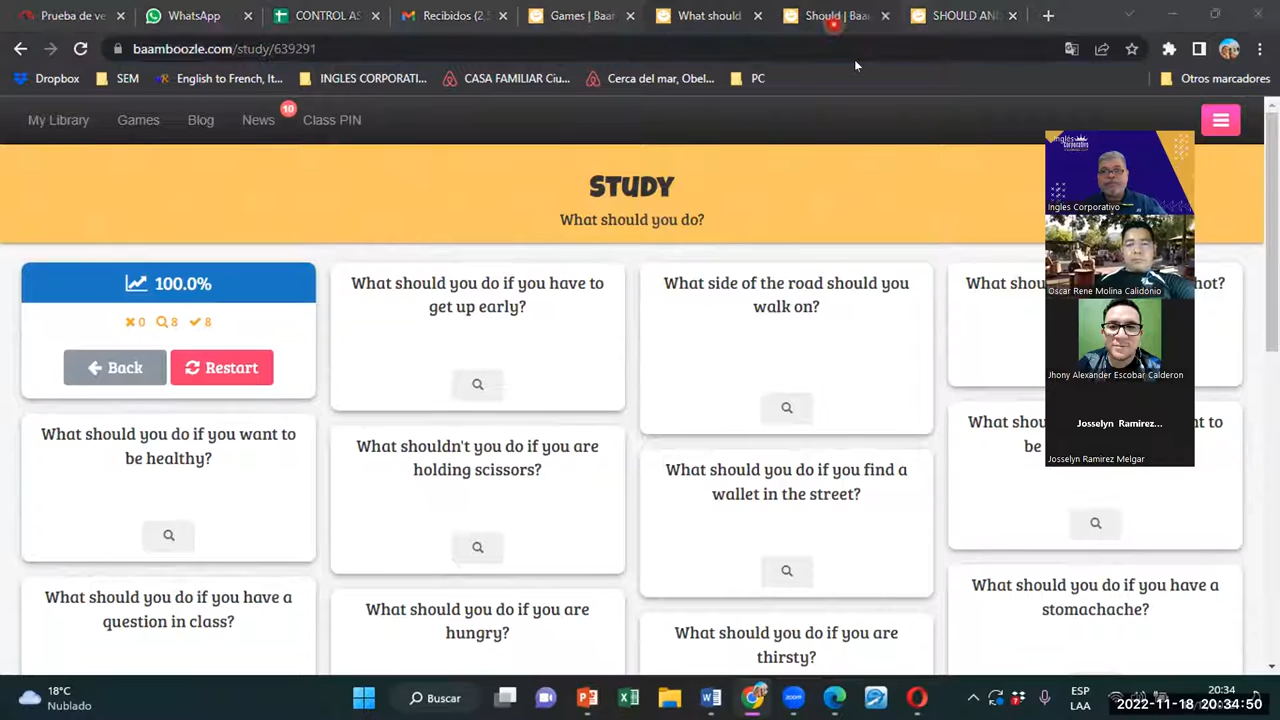 Prueba de ve
WhatsApp
CONTROL AS
Recibidos (2.5
Games | Baar
What should
Should | Baa
SHOULD AN
baamboozle.com/study/639291
Dropbox
SEM
English to French, It...
INGLES CORPORATI...
CASA FAMILIAR Ciu...
Cerca del mar, Obel...
PC
Otros marcadores
My Library
Games
Blog
News
10
Class PIN
STUDY
What should you do?
100.0%
0 8 8
Back
Restart
What should you do if you have to
get up early?
What side of the road should you
walk on?
What shou
hot?
What should you do if you want to
be healthy?
What shouldn't you do if you are
holding scissors?
What should you do if you find a
wallet in the street?
What shou
nt to
be
What should you do if you have a
question in class?
What should you do if you are
hungry?
What should you do if you are
thirsty?
What should you do if you have a
stomachache?
Inglés
Corporativo
Ingles Corporativo
Oscar Rene Molina Calidonio
Jhony Alexander Escobar Calderon
Josselyn Ramirez...
Josselyn Ramirez Melgar
18°C
Nublado
Buscar
ESP
LAA
20:34
2022-11-18 20:34:50